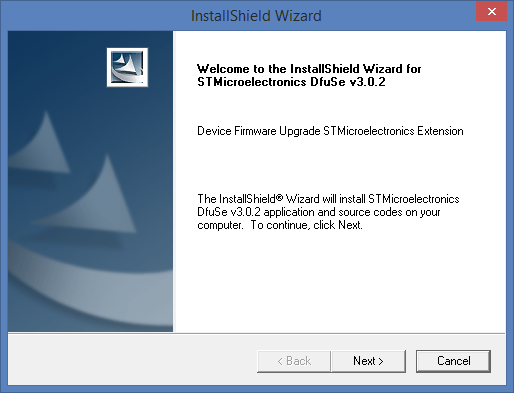 InstallShield Wizard
Welcome to the InstallShield Wizard for
STMicroelectronics DfuSe v3.0.2
Device Firmware Upgrade STMicroelectronics Extension
The InstallShield® Wizard will install STMicroelectronics
DfuSe v3.0.2 application and source codes on your
computer. To continue, click Next.
< Back
Next >
Cancel